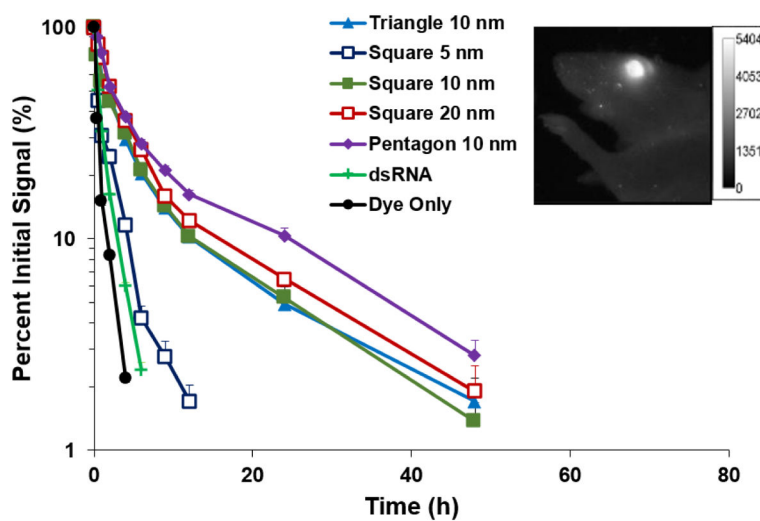 Percent Initial Signal (%)
100
10
1
0
20
40
60
80
Time (h)
Triangle 10 nm
Square 5 nm
Square 10 nm
Square 20 nm
Pentagon 10 nm
dsRNA
Dye Only
5404
4053
2702
1351
0